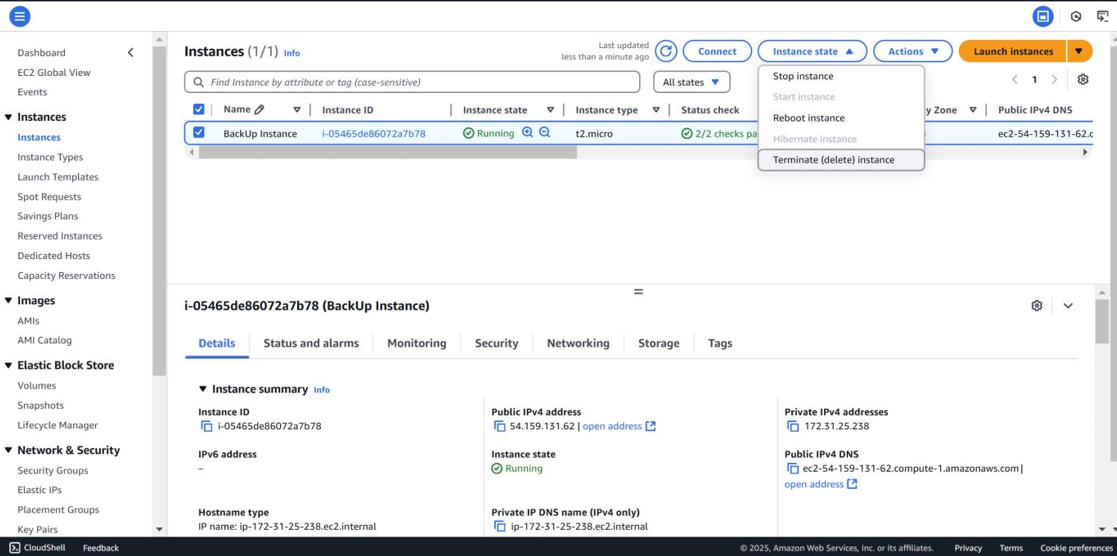 Dashboard
EC2 Global View
Events
Instances
Instances
Instance Types
Launch Templates
Spot Requests
Savings Plans
Reserved Instances
Dedicated Hosts
Capacity Reservations
Images
AMIs
AMI Catalog
Elastic Block Store
Volumes
Snapshots
Lifecycle Manager
Network & Security
Security Groups
Elastic IPs
Placement Groups
Key Pairs
Instances (1/1) Info
Last updated
less than a minute ago
Connect
Instance state
Actions
Launch instances
Find Instance by attribute or tag (case-sensitive)
All states
1
Stop instance
Start instance
Reboot instance
Hibernate instance
Terminate (delete) instance
Name Instance ID Instance state Instance type Status check y Zone Public IPv4 DNS
BackUp Instance i-05465de86072a7b78 Running t2.micro 2/2 checks pa ec2-54-159-131-62.c
i-05465de86072a7b78 (BackUp Instance)
Details Status and alarms Monitoring Security Networking Storage Tags
Instance summary Info
Instance ID
i-05465de86072a7b78
Public IPv4 address
54.159.131.62 | open address
Private IPv4 addresses
172.31.25.238
IPv6 address
–
Instance state
Running
Public IPv4 DNS
ec2-54-159-131-62.compute-1.amazonaws.com |
open address
Hostname type
IP name: ip-172-31-25-238.ec2.internal
Private IP DNS name (IPv4 only)
ip-172-31-25-238.ec2.internal
CloudShell Feedback © 2025, Amazon Web Services, Inc. or its affiliates. Privacy Terms Cookie preferences